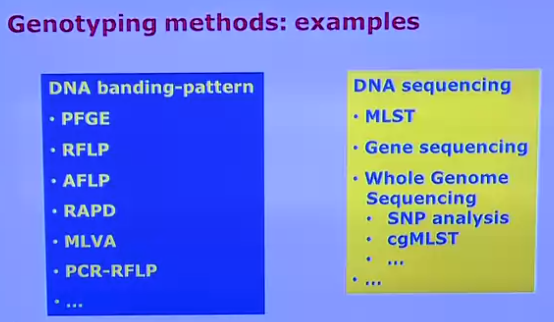 Genotyping methods: examples
DNA banding-pattern
• PFGE
• RFLP
• AFLP
• RAPD
• MLVA
• PCR-RFLP
• ...
DNA sequencing
• MLST
• Gene sequencing
• Whole Genome
Sequencing
• SNP analysis
• cgMLST
• ...
• ...